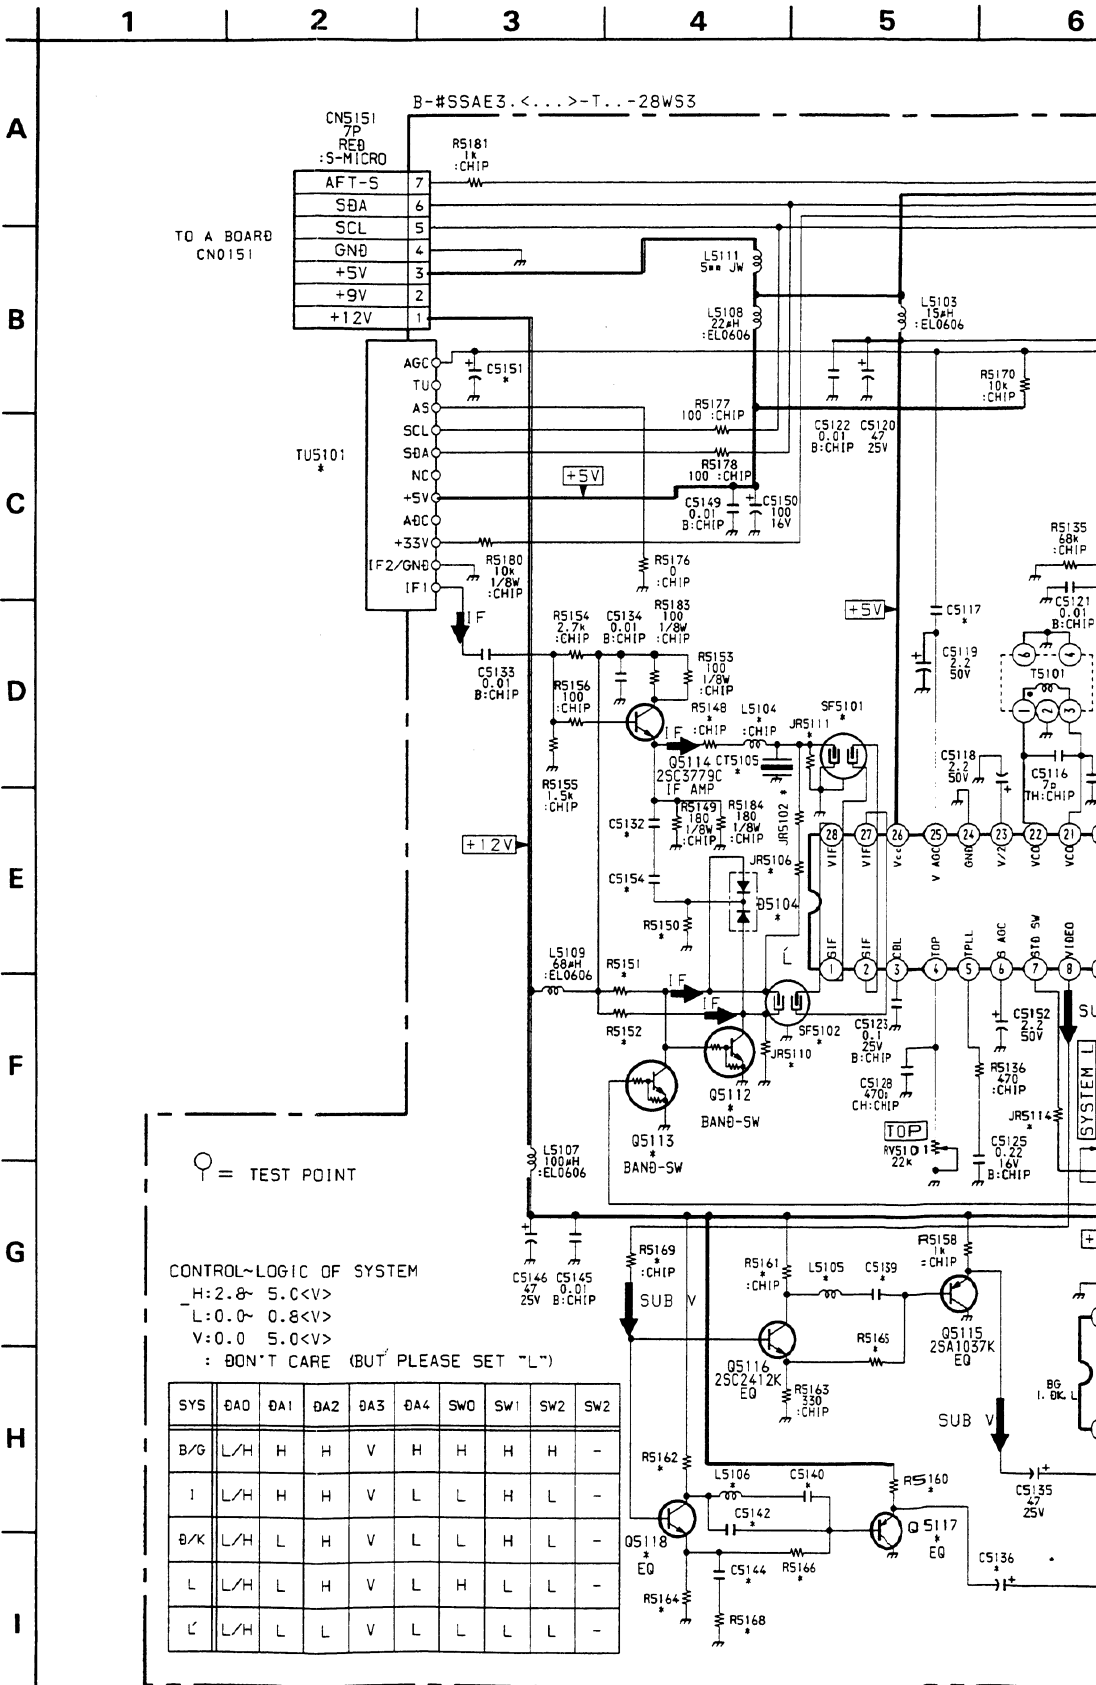 1 2 3 4 5 6
A
B
C
D
E
F
G
H
I
B-#SSAE3.<...>-T..-28WS3
CN5151
7P
RED
:S-MICRO
AFT-S 7
SDA 6
SCL 5
GND 4
+5V 3
+9V 2
+12V 1
TO A BOARD
CN0151
R5181
1k
:CHIP
L5111
5mm JW
L5108
22μH
:EL0606
L5103
15μH
:EL0606
TU5101
*
AGC
TU
AS
SCL
SDA
NC
+5V
ADC
+33V
IF2/GND
IF1
C5151
*
R5177
100 :CHIP
R5178
100 :CHIP
+5V
C5149
0.01
B:CHIP
C5150
100
16V
C5122
0.01
B:CHIP
C5120
47
25V
R5170
10k
:CHIP
R5135
68k
:CHIP
R5180
10k
1/8W
:CHIP
R5176
0
:CHIP
+5V
C5117
*
C5121
0.01
B:CHIP
IF
R5154
2.7k
:CHIP
C5134
0.01
B:CHIP
R5183
100
1/8W
:CHIP
R5153
100
1/8W
:CHIP
C5133
0.01
B:CHIP
R5156
100
:CHIP
R5155
1.5k
:CHIP
IF
R5148
*
:CHIP
L5104
*
:CHIP
JR5111
*
SF5101
*
C5119
2.2
50V
6 4
T5101
1 2 3
Q5114
2SC3779C
IF AMP
CT5105
*
C5118
2.2
50V
C5116
7p
TH:CHIP
C5132
*
R5149
180
1/8W
:CHIP
R5184
180
1/8W
:CHIP
JR5102
*
+12V
C5154
*
JR5106
*
D5104
*
R5150
*
28 27 26 25 24 23 22 21
VIF VIF Vcc V AGC GND V/2 VCO VCO
SIF SIF CBL TOP TPLL S AGC STD SW VIDEO
1 2 3 4 5 6 7 8
L5109
68μH
:EL0606
R5151
*
R5152
*
IF
IF
Ĺ
SF5102
*
JR5110
*
C5123
0.1
25V
B:CHIP
C5128
470p
CH:CHIP
C5152
2.2
50V
SU
R5136
470
:CHIP
JR5114
*
SYSTEM L
Q5113
*
BAND-SW
Q5112
*
BAND-SW
TOP
RV5101
22k
C5125
0.22
16V
B:CHIP
L5107
100μH
:EL0606
= TEST POINT
C5146
47
25V
C5145
0.01
B:CHIP
R5169
*
:CHIP
SUB V
R5161
*
:CHIP
L5105
*
C5139
*
R5158
1k
:CHIP
Q5115
2SA1037K
EQ
R5165
*
Q5116
2SC2412K
EQ
R5163
330
:CHIP
BG
I. DK. L
SUB V
R5162
*
L5106
*
C5140
*
C5142
*
R5160
*
C5135
47
25V
Q5118
*
EQ
Q5117
*
EQ
C5144
*
R5166
*
C5136
*
R5164
*
R5168
*
CONTROL~LOGIC OF SYSTEM
H:2.8~ 5.0<V>
L:0.0~ 0.8<V>
V:0.0 5.0<V>
: DON'T CARE (BUT PLEASE SET "L")
SYS DA0 DA1 DA2 DA3 DA4 SW0 SW1 SW2 SW2
B/G L/H H H V H H H H -
I L/H H H V L L H L -
D/K L/H L H V L L H L -
L L/H L H V L H L L -
Ĺ L/H L L V L L L L -